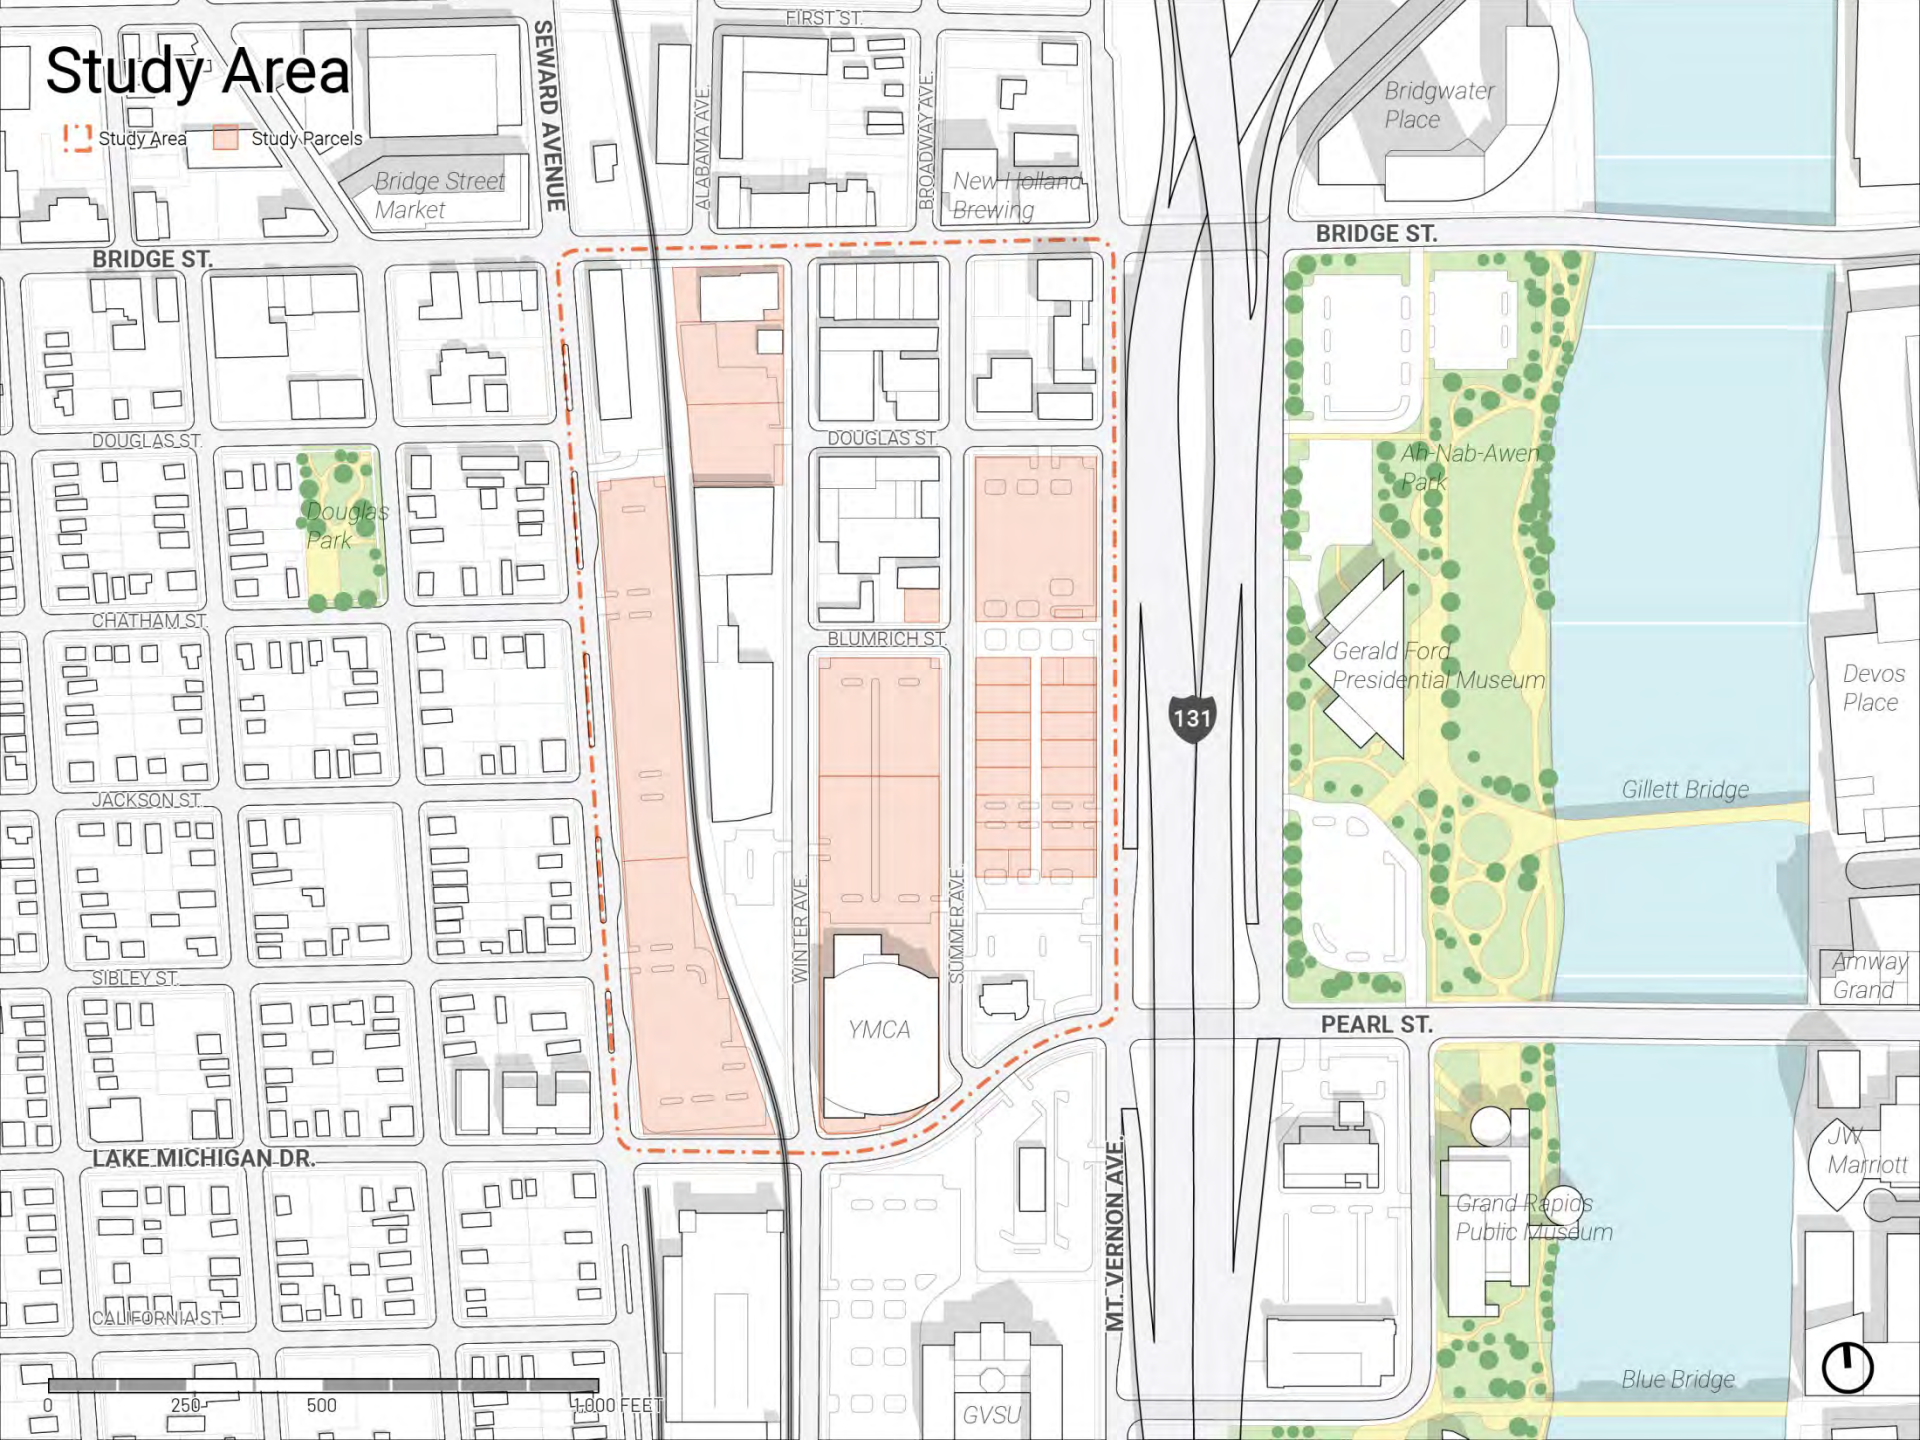 FIRST ST.
Study Area
SEWARD AVENUE
ALABAMA AVE.
BROADWAY AVE.
Bridgwater
Place
Study Area
Study Parcels
Bridge Street
Market
New Holland
Brewing
BRIDGE ST.
BRIDGE ST.
DOUGLAS ST.
DOUGLAS ST.
Ah-Nab-Awen
Park
Douglas
Park
CHATHAM ST.
BLUMRICH ST.
Gerald Ford
Presidential Museum
Devos
Place
131
JACKSON ST.
Gillett Bridge
WINTER AVE.
SUMMER AVE.
SIBLEY ST.
Amway
Grand
YMCA
PEARL ST.
LAKE MICHIGAN DR.
JW
Marriott
MT. VERNON AVE.
Grand Rapids
Public Museum
CALIFORNIA ST.
Blue Bridge
0
250
500
1,000 FEET
GVSU